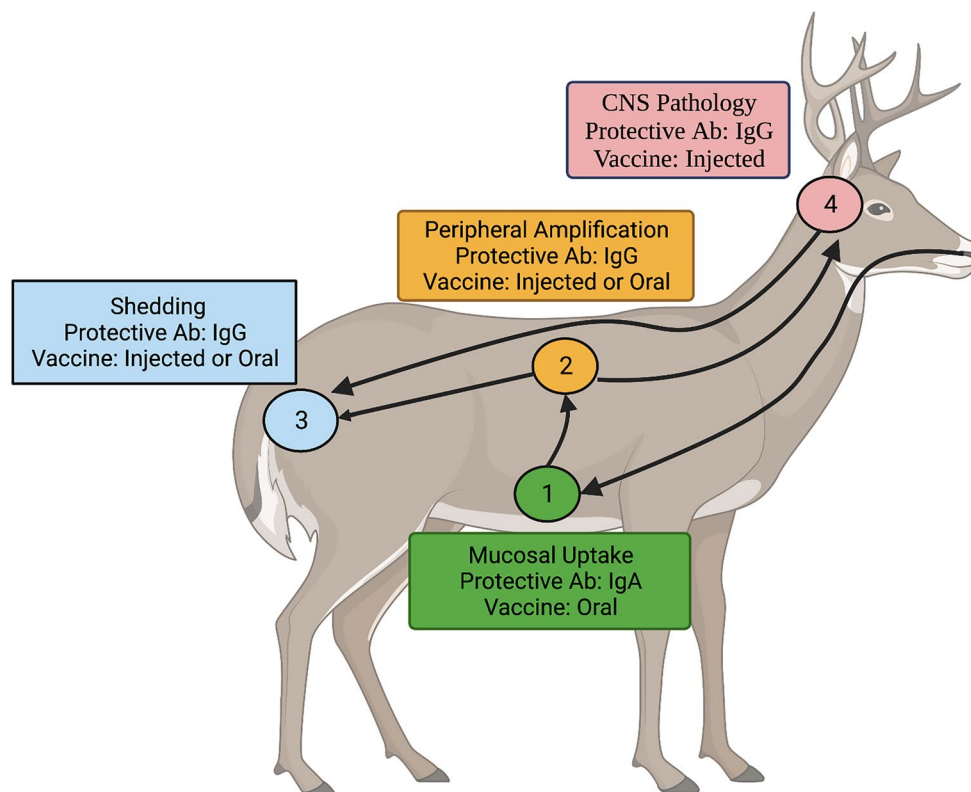 CNS Pathology
Protective Ab: IgG
Vaccine: Injected
4
Peripheral Amplification
Protective Ab: IgG
Vaccine: Injected or Oral
2
Shedding
Protective Ab: IgG
Vaccine: Injected or Oral
3
1
Mucosal Uptake
Protective Ab: IgA
Vaccine: Oral